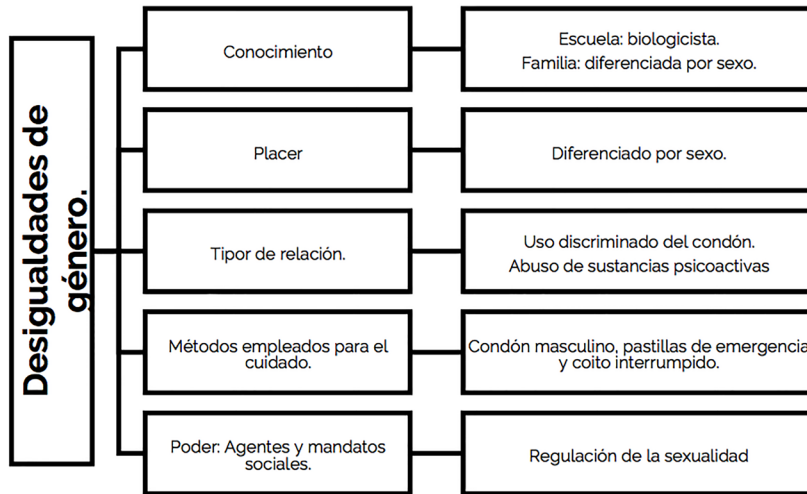 Desigualdades de
género.
Conocimiento
Escuela: biologicista.
Familia: diferenciada por sexo.
Placer
Diferenciado por sexo.
Tipor de relación.
Uso discriminado del condón.
Abuso de sustancias psicoactivas
Métodos empleados para el
cuidado.
Condón masculino, pastillas de emergencia
y coito interrumpido.
Poder: Agentes y mandatos
sociales.
Regulación de la sexualidad